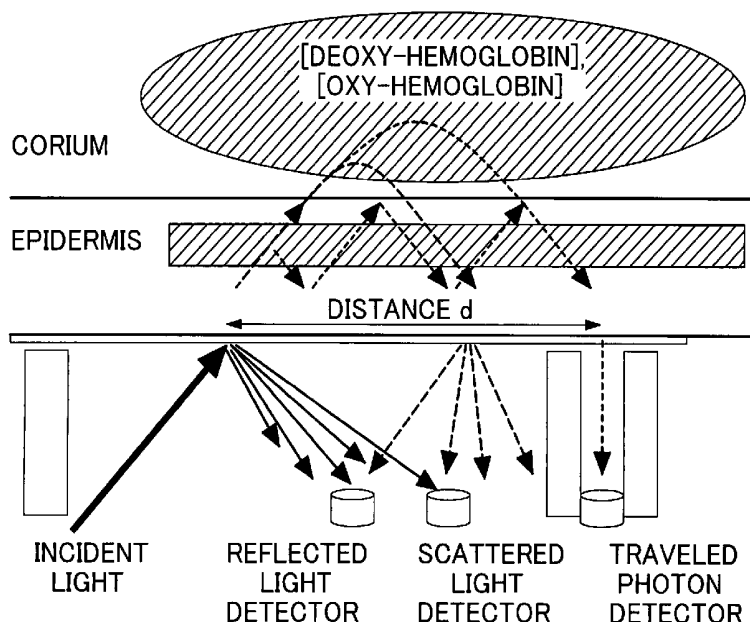 [DEOXY-HEMOGLOBIN],
[OXY-HEMOGLOBIN]
CORIUM
EPIDERMIS
DISTANCE d
INCIDENT
LIGHT
REFLECTED
LIGHT
DETECTOR
SCATTERED
LIGHT
DETECTOR
TRAVELED
PHOTON
DETECTOR